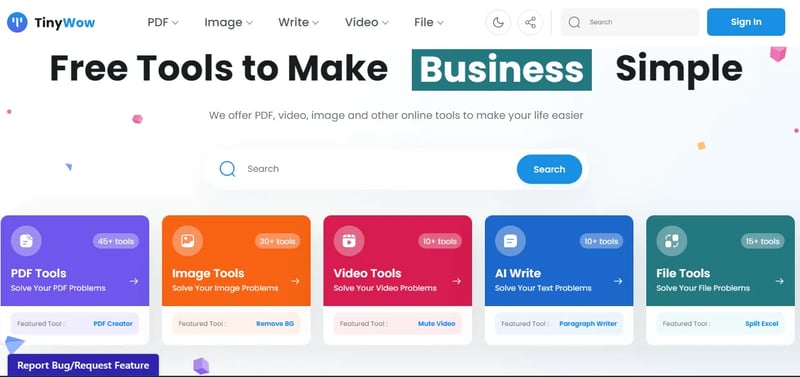 TinyWow PDF Image Write Video File Search Sign In
Free Tools to Make Business Simple
We offer PDF, video, image and other online tools to make your life easier
Search Search
45+ tools
PDF Tools
Solve Your PDF Problems
Featured Tool : PDF Creator
30+ tools
Image Tools
Solve Your Image Problems
Featured Tool : Remove BG
10+ tools
Video Tools
Solve Your Video Problems
Featured Tool : Mute Video
10+ tools
AI Write
Solve Your Text Problems
Featured Tool : Paragraph Writer
15+ tools
File Tools
Solve Your File Problems
Featured Tool : Split Excel
Report Bug/Request Feature